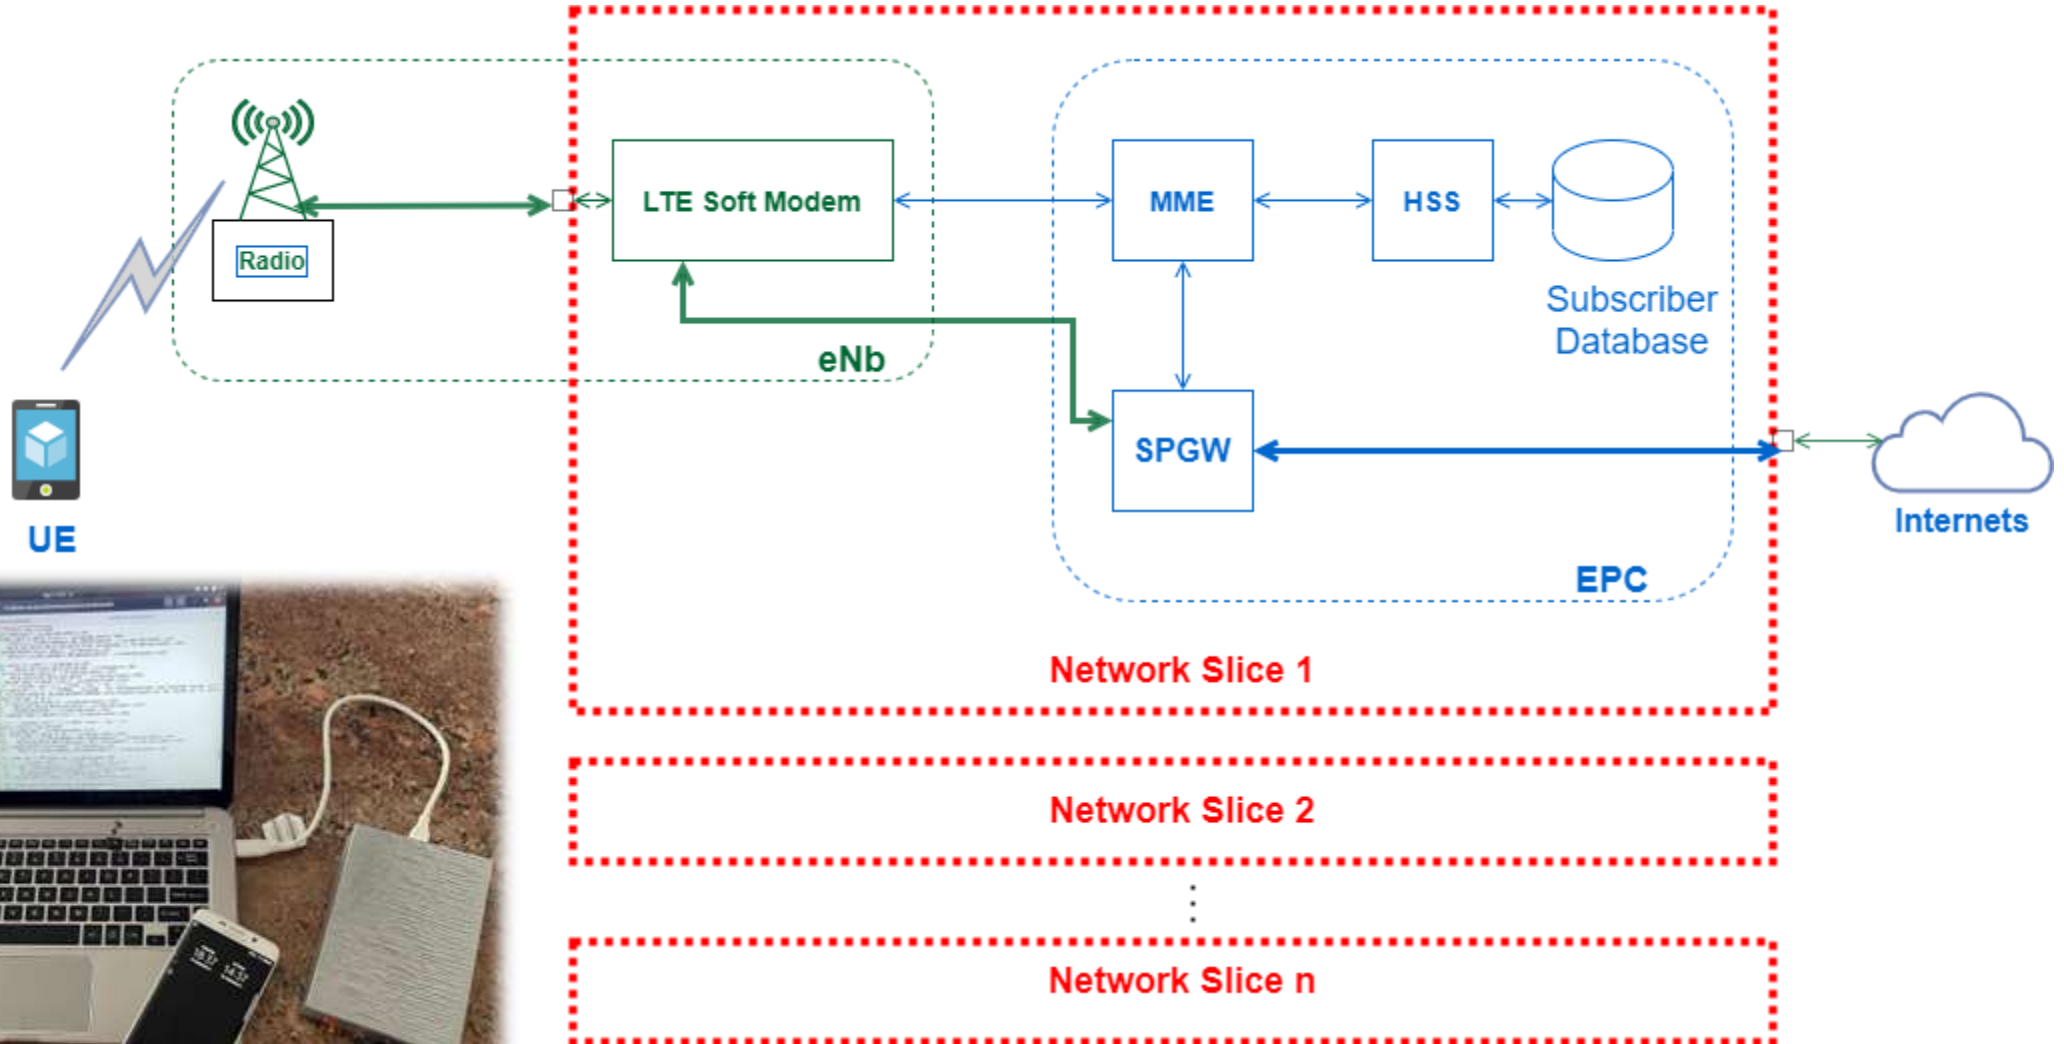 LTE Soft Modem
MME
HSS
Radio
Subscriber
Database
eNb
SPGW
UE
Internets
EPC
Network Slice 1
Network Slice 2
Network Slice n